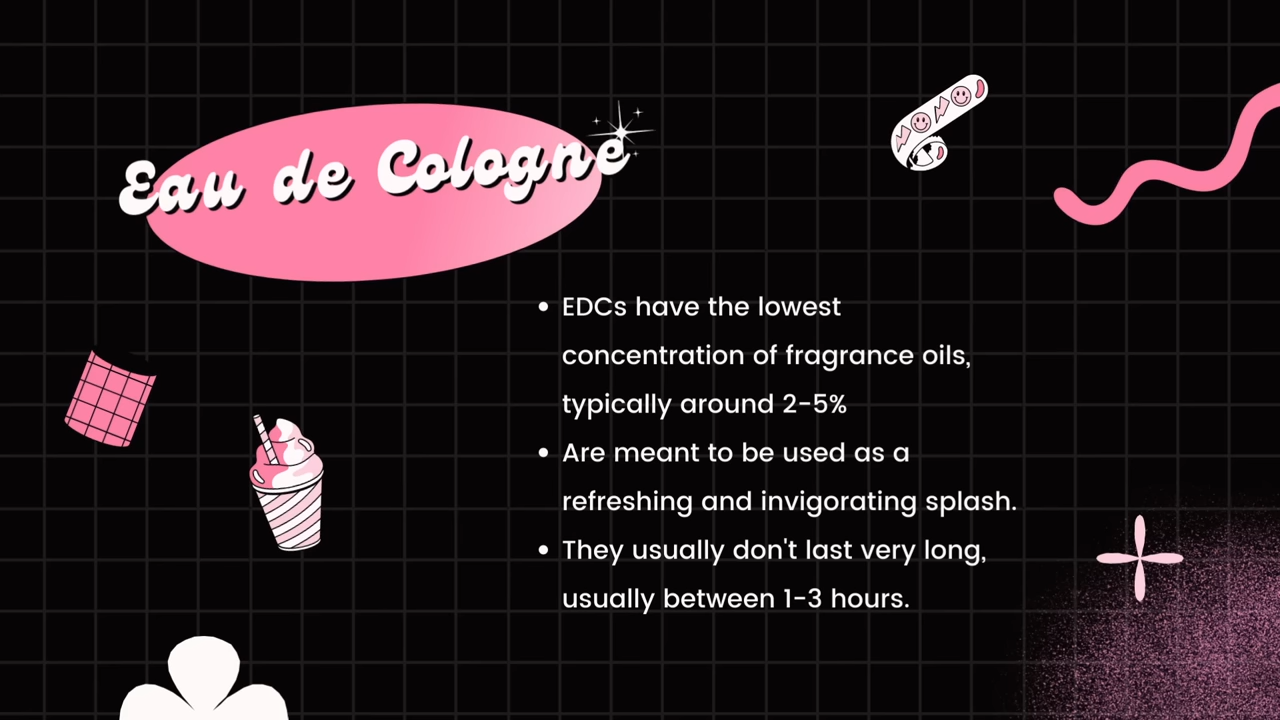 Eau de Cologne
• EDCs have the lowest
concentration of fragrance oils,
typically around 2-5%
• Are meant to be used as a
refreshing and invigorating splash.
• They usually don't last very long,
usually between 1-3 hours.